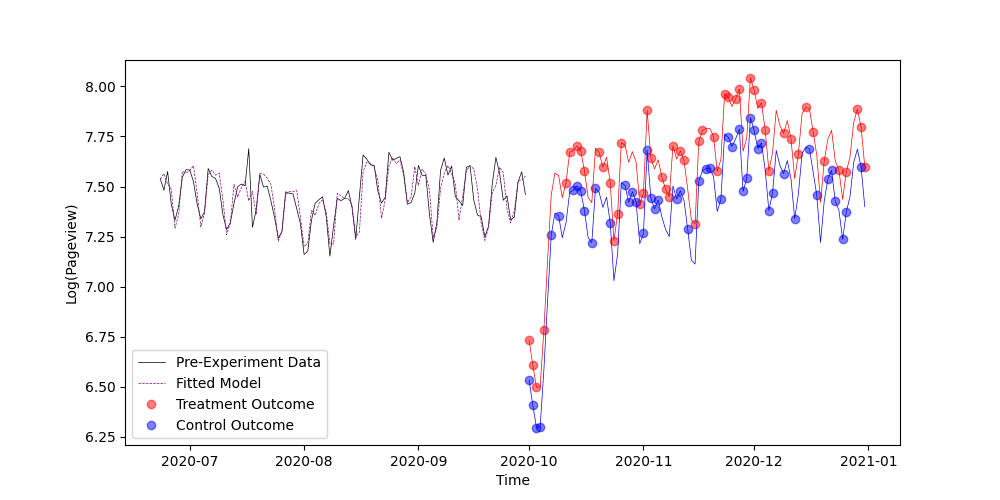 8.00
7.75
7.50
7.25
7.00
6.75
6.50
6.25
Log(Pageview)
Pre-Experiment Data
Fitted Model
Treatment Outcome
Control Outcome
2020-07
2020-08
2020-09
2020-10
2020-11
2020-12
2021-01
Time